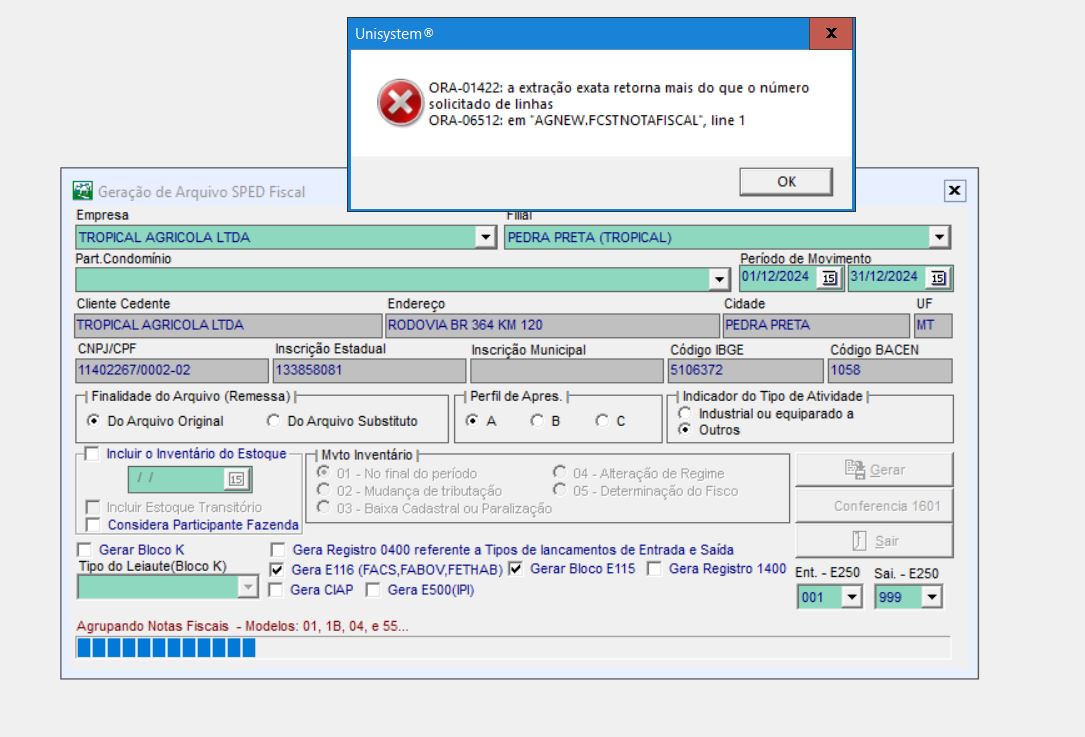 Unisystem®
x
ORA-01422: a extração exata retorna mais do que o número
solicitado de linhas
ORA-06512: em "AGNEW.FCSTNOTAFISCAL", line 1
OK
Geração de Arquivo SPED Fiscal
Empresa Filial
TROPICAL AGRICOLA LTDA PEDRA PRETA (TROPICAL)
Part.Condomínio Período de Movimento
01/12/2024 15 31/12/2024 15
Cliente Cedente Endereço Cidade UF
TROPICAL AGRICOLA LTDA RODOVIA BR 364 KM 120 PEDRA PRETA MT
CNPJ/CPF Inscrição Estadual Inscrição Municipal Código IBGE Código BACEN
11402267/0002-02 133858081 5106372 1058
| Finalidade do Arquivo (Remessa) | | Perfil de Apres. | | Indicador do Tipo de Atividade |
Do Arquivo Original Do Arquivo Substituto A B C Industrial ou equiparado a
Outros
Incluir o Inventário do Estoque | Mvto Inventário |
/ / 15 01 - No final do período 04 - Alteração de Regime Gerar
02 - Mudança de tributação 05 - Determinação do Fisco
Incluir Estoque Transitório 03 - Baixa Cadastral ou Paralização Conferencia 1601
Considera Participante Fazenda
Sair
Gerar Bloco K Gera Registro 0400 referente a Tipos de lancamentos de Entrada e Saída
Tipo do Leiaute(Bloco K) Gera E116 (FACS,FABOV,FETHAB) Gerar Bloco E115 Gera Registro 1400 Ent. - E250 Sai. - E250
Gera CIAP Gera E500(IPI) 001 999
Agrupando Notas Fiscais - Modelos: 01, 1B, 04, e 55...